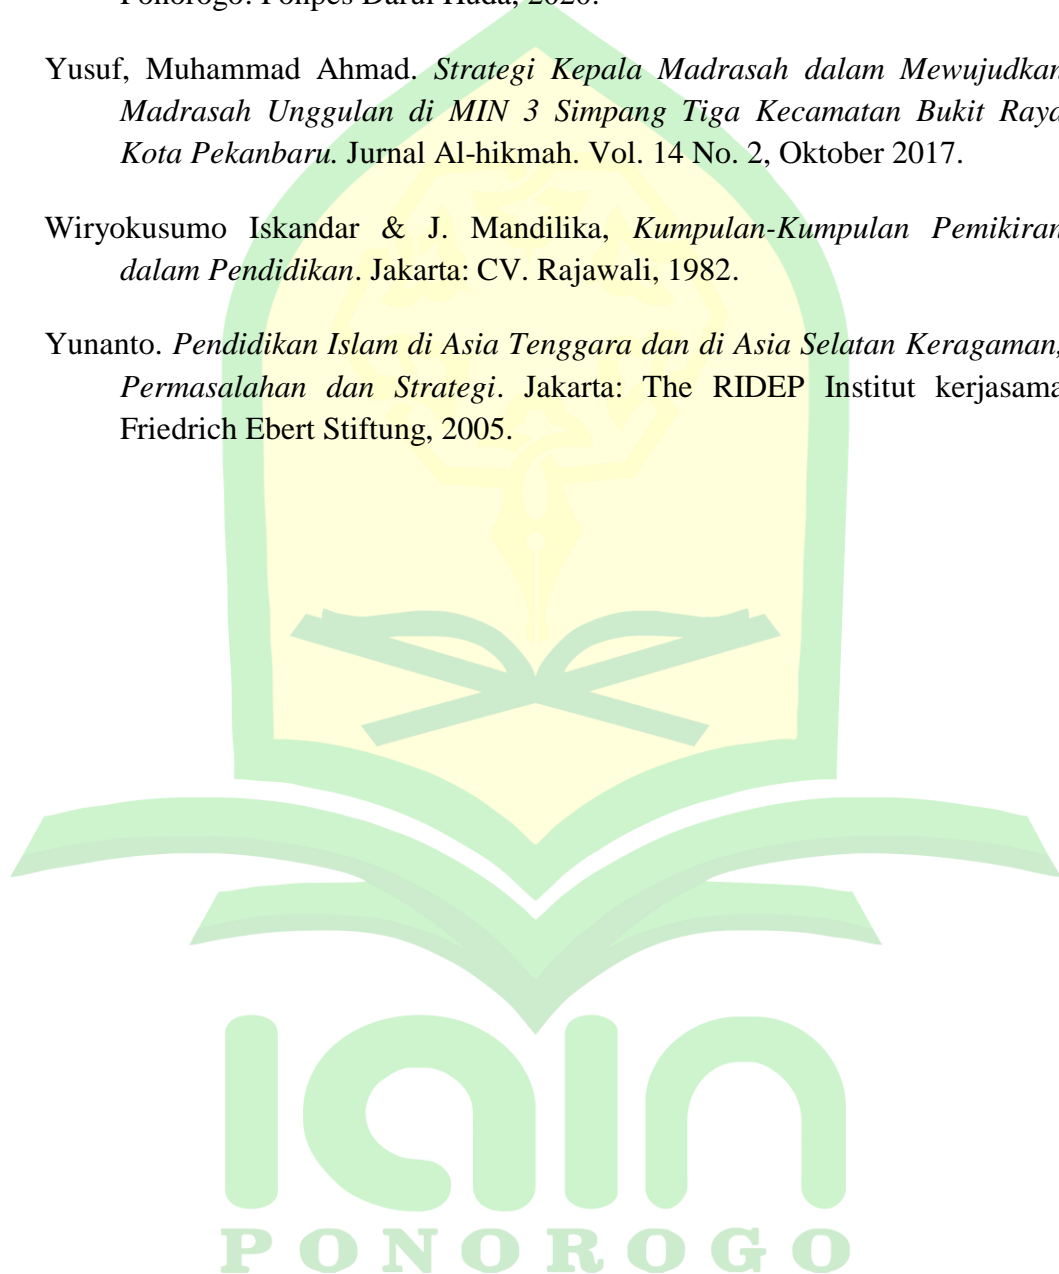 Ponorogo: Ponpes Darul Huda, 2020.
Yusuf, Muhammad Ahmad. Strategi Kepala Madrasah dalam Mewujudkan
Madrasah Unggulan di MIN 3 Simpang Tiga Kecamatan Bukit Raya
Kota Pekanbaru. Jurnal Al-hikmah. Vol. 14 No. 2, Oktober 2017.
Wiryokusumo Iskandar & J. Mandilika, Kumpulan-Kumpulan Pemikiran
dalam Pendidikan. Jakarta: CV. Rajawali, 1982.
Yunanto. Pendidikan Islam di Asia Tenggara dan di Asia Selatan Keragaman,
Permasalahan dan Strategi. Jakarta: The RIDEP Institut kerjasama
Friedrich Ebert Stiftung, 2005.
IAIN
PONOROGO